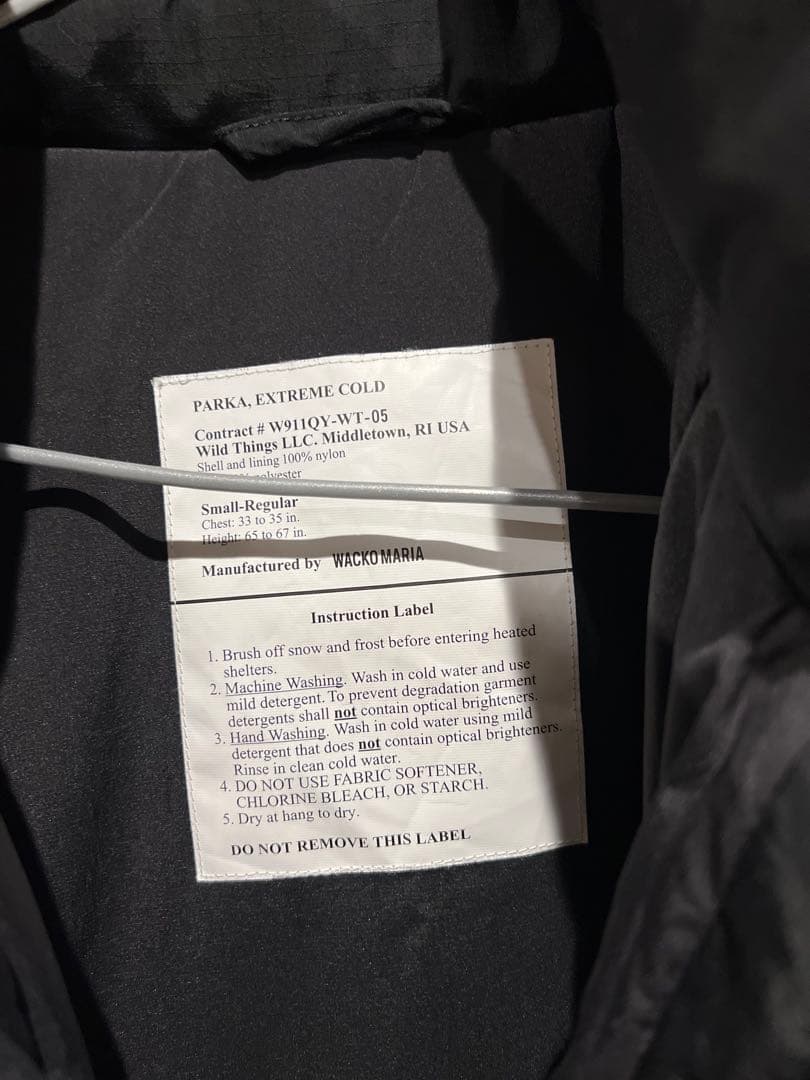 PARKA, EXTREME COLD
Contract # W911QY-WT-05
Wild Things LLC. Middletown, RI USA
Shell and lining 100% nylon
Small-Regular
Chest: 33 to 35 in.
Height: 65 to 67 in.
Manufactured by WACKO MARIA
Instruction Label
1. Brush off snow and frost before entering heated
shelters.
2. Machine Washing. Wash in cold water and use
mild detergent. To prevent degradation garment
detergents shall not contain optical brighteners.
3. Hand Washing. Wash in cold water using mild
detergent that does not contain optical brighteners.
Rinse in clean cold water.
4. DO NOT USE FABRIC SOFTENER,
CHLORINE BLEACH, OR STARCH.
5. Dry at hang to dry.
DO NOT REMOVE THIS LABEL